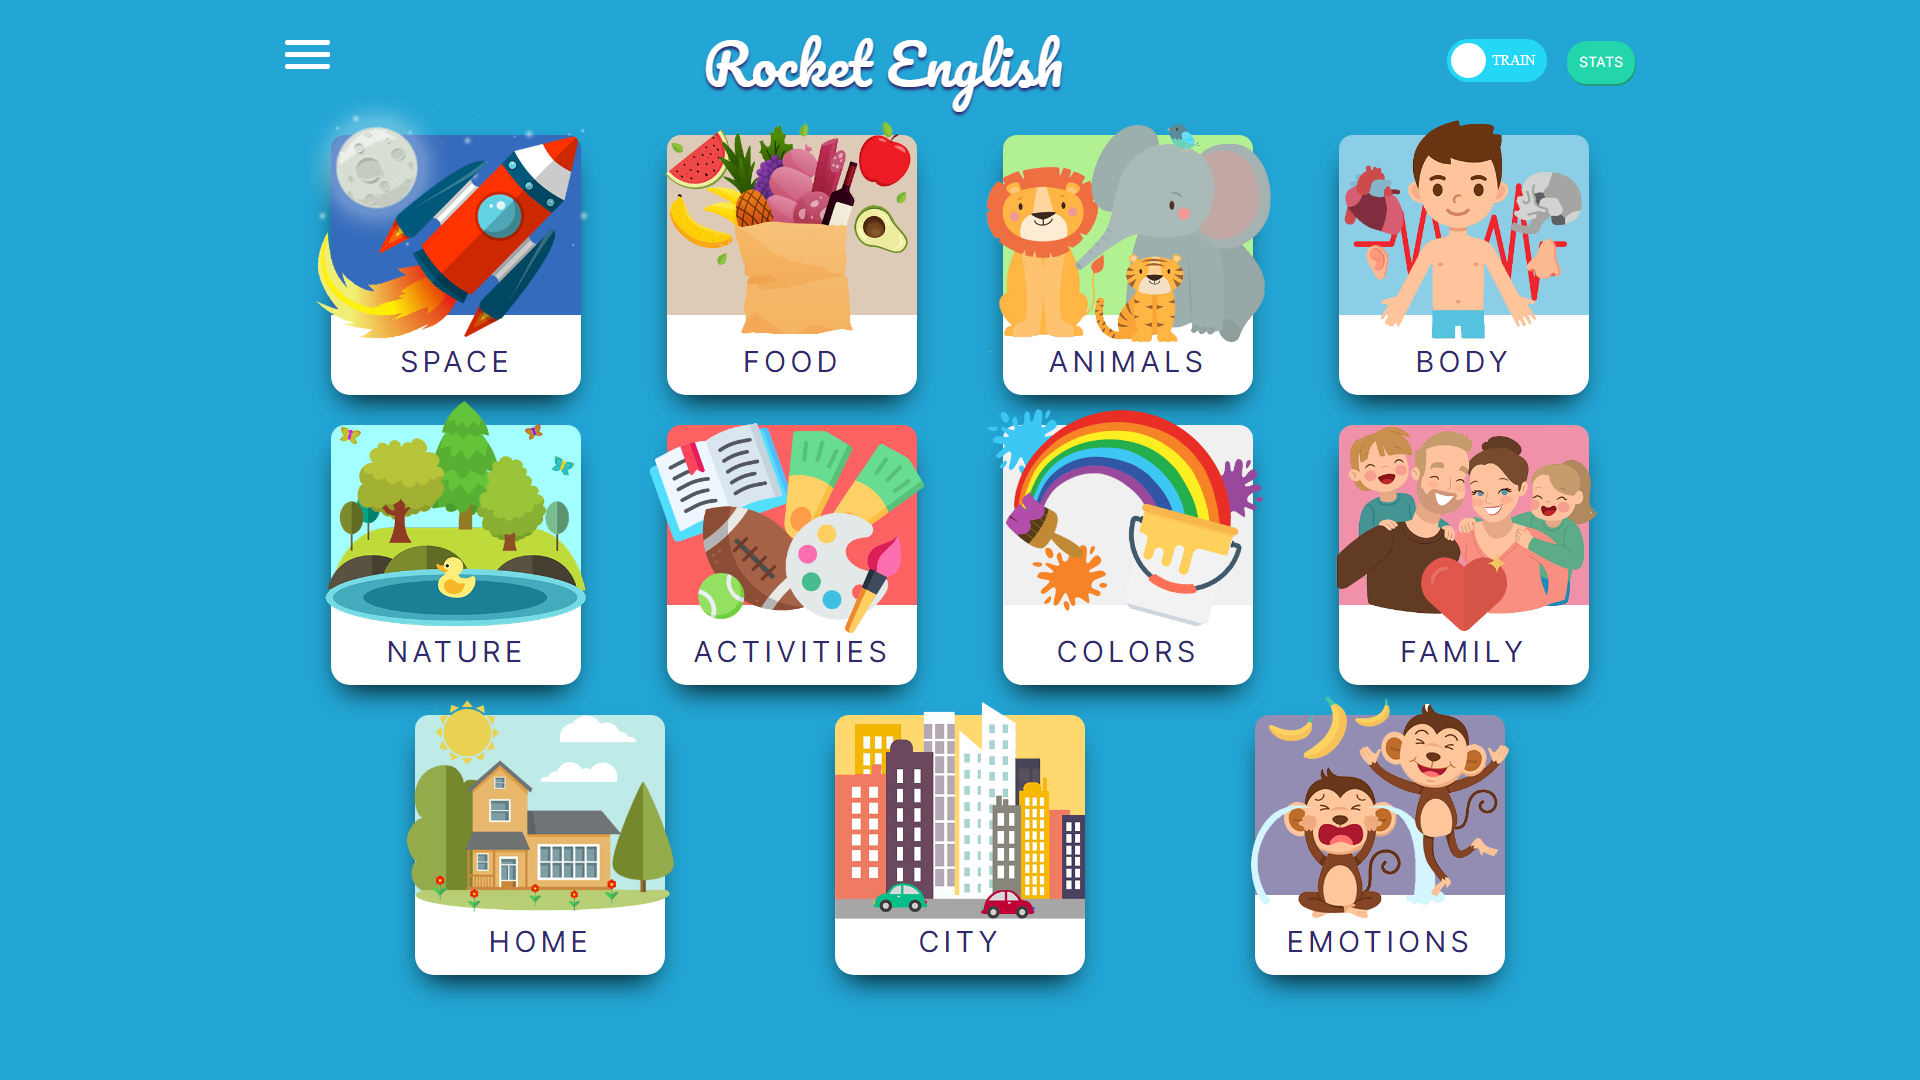 Rocket English
TRAIN
STATS
SPACE
FOOD
ANIMALS
BODY
NATURE
ACTIVITIES
COLORS
FAMILY
HOME
CITY
EMOTIONS